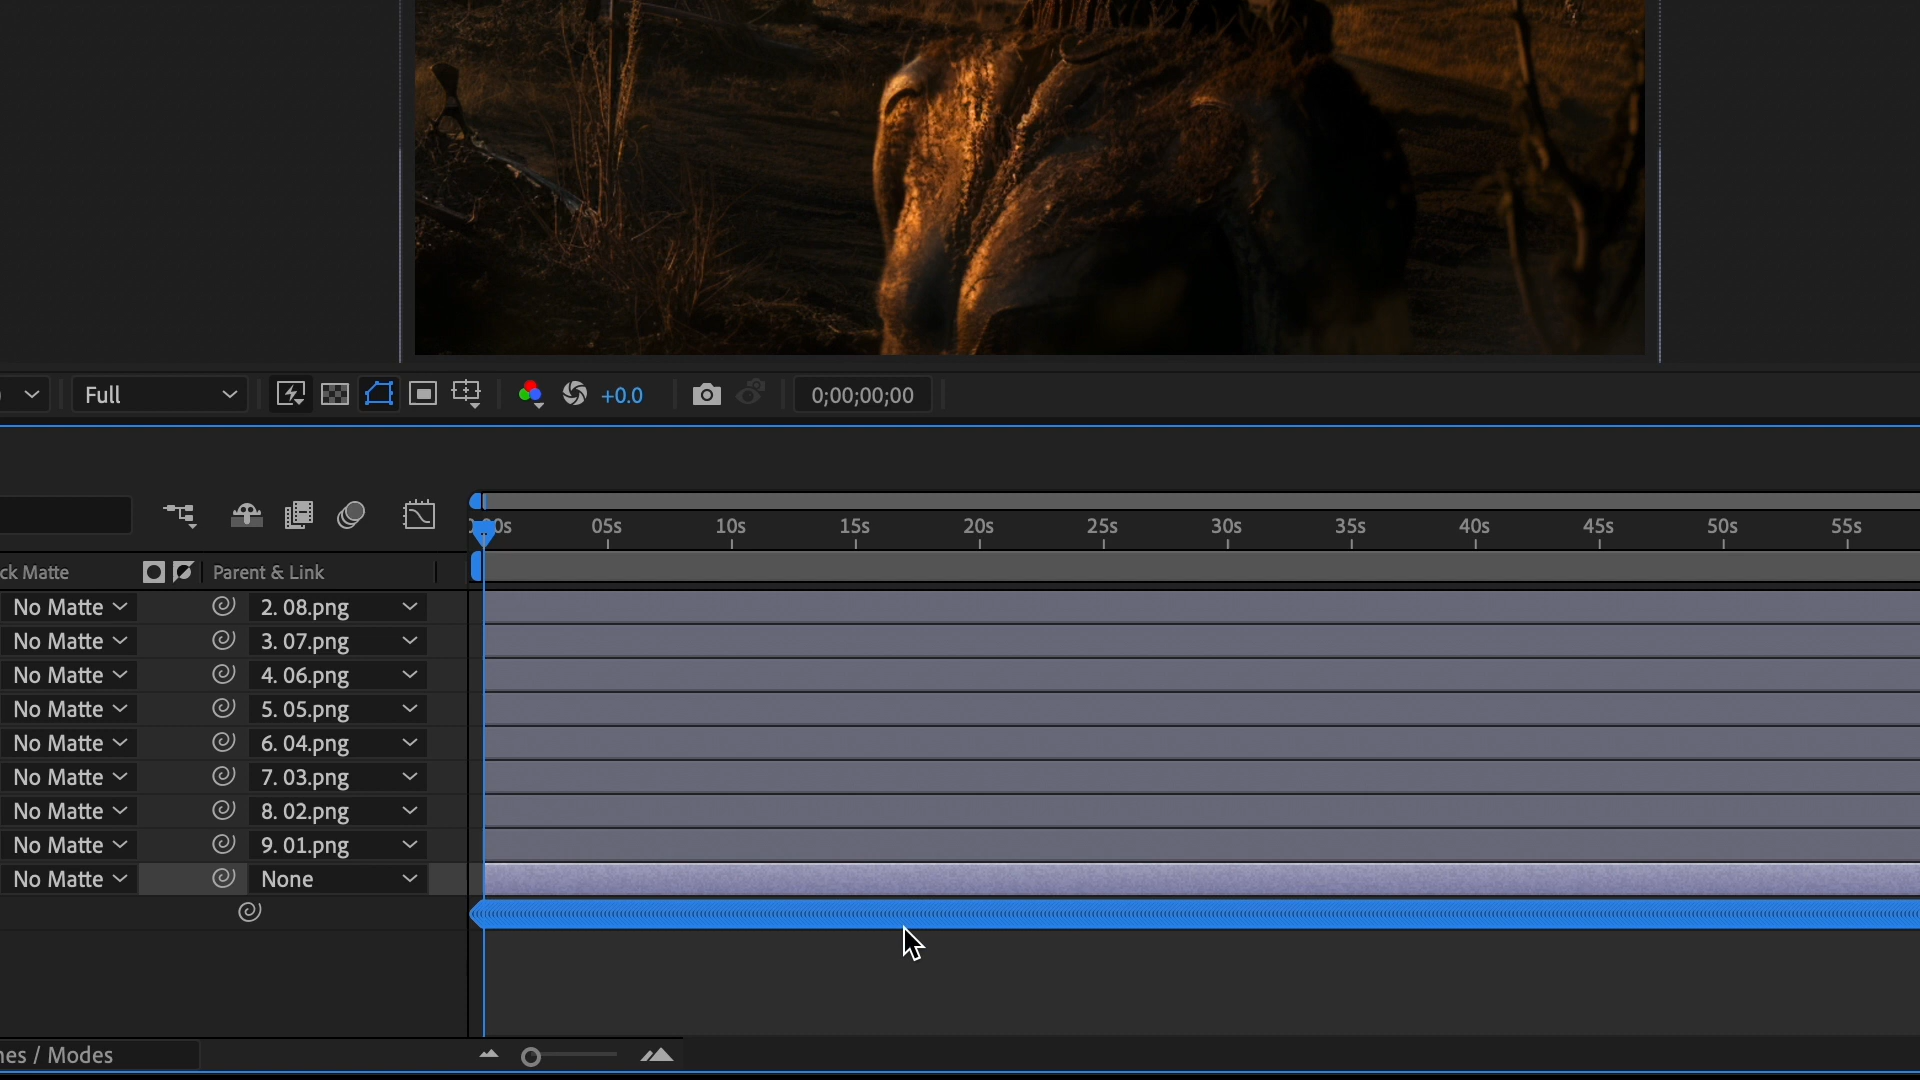 Full
+0.0
0;00;00;00
05s 10s 15s 20s 25s 30s 35s 40s 45s 50s 55s
ck Matte Parent & Link
No Matte 2. 08.png
No Matte 3. 07.png
No Matte 4. 06.png
No Matte 5. 05.png
No Matte 6. 04.png
No Matte 7. 03.png
No Matte 8. 02.png
No Matte 9. 01.png
No Matte None
nes / Modes